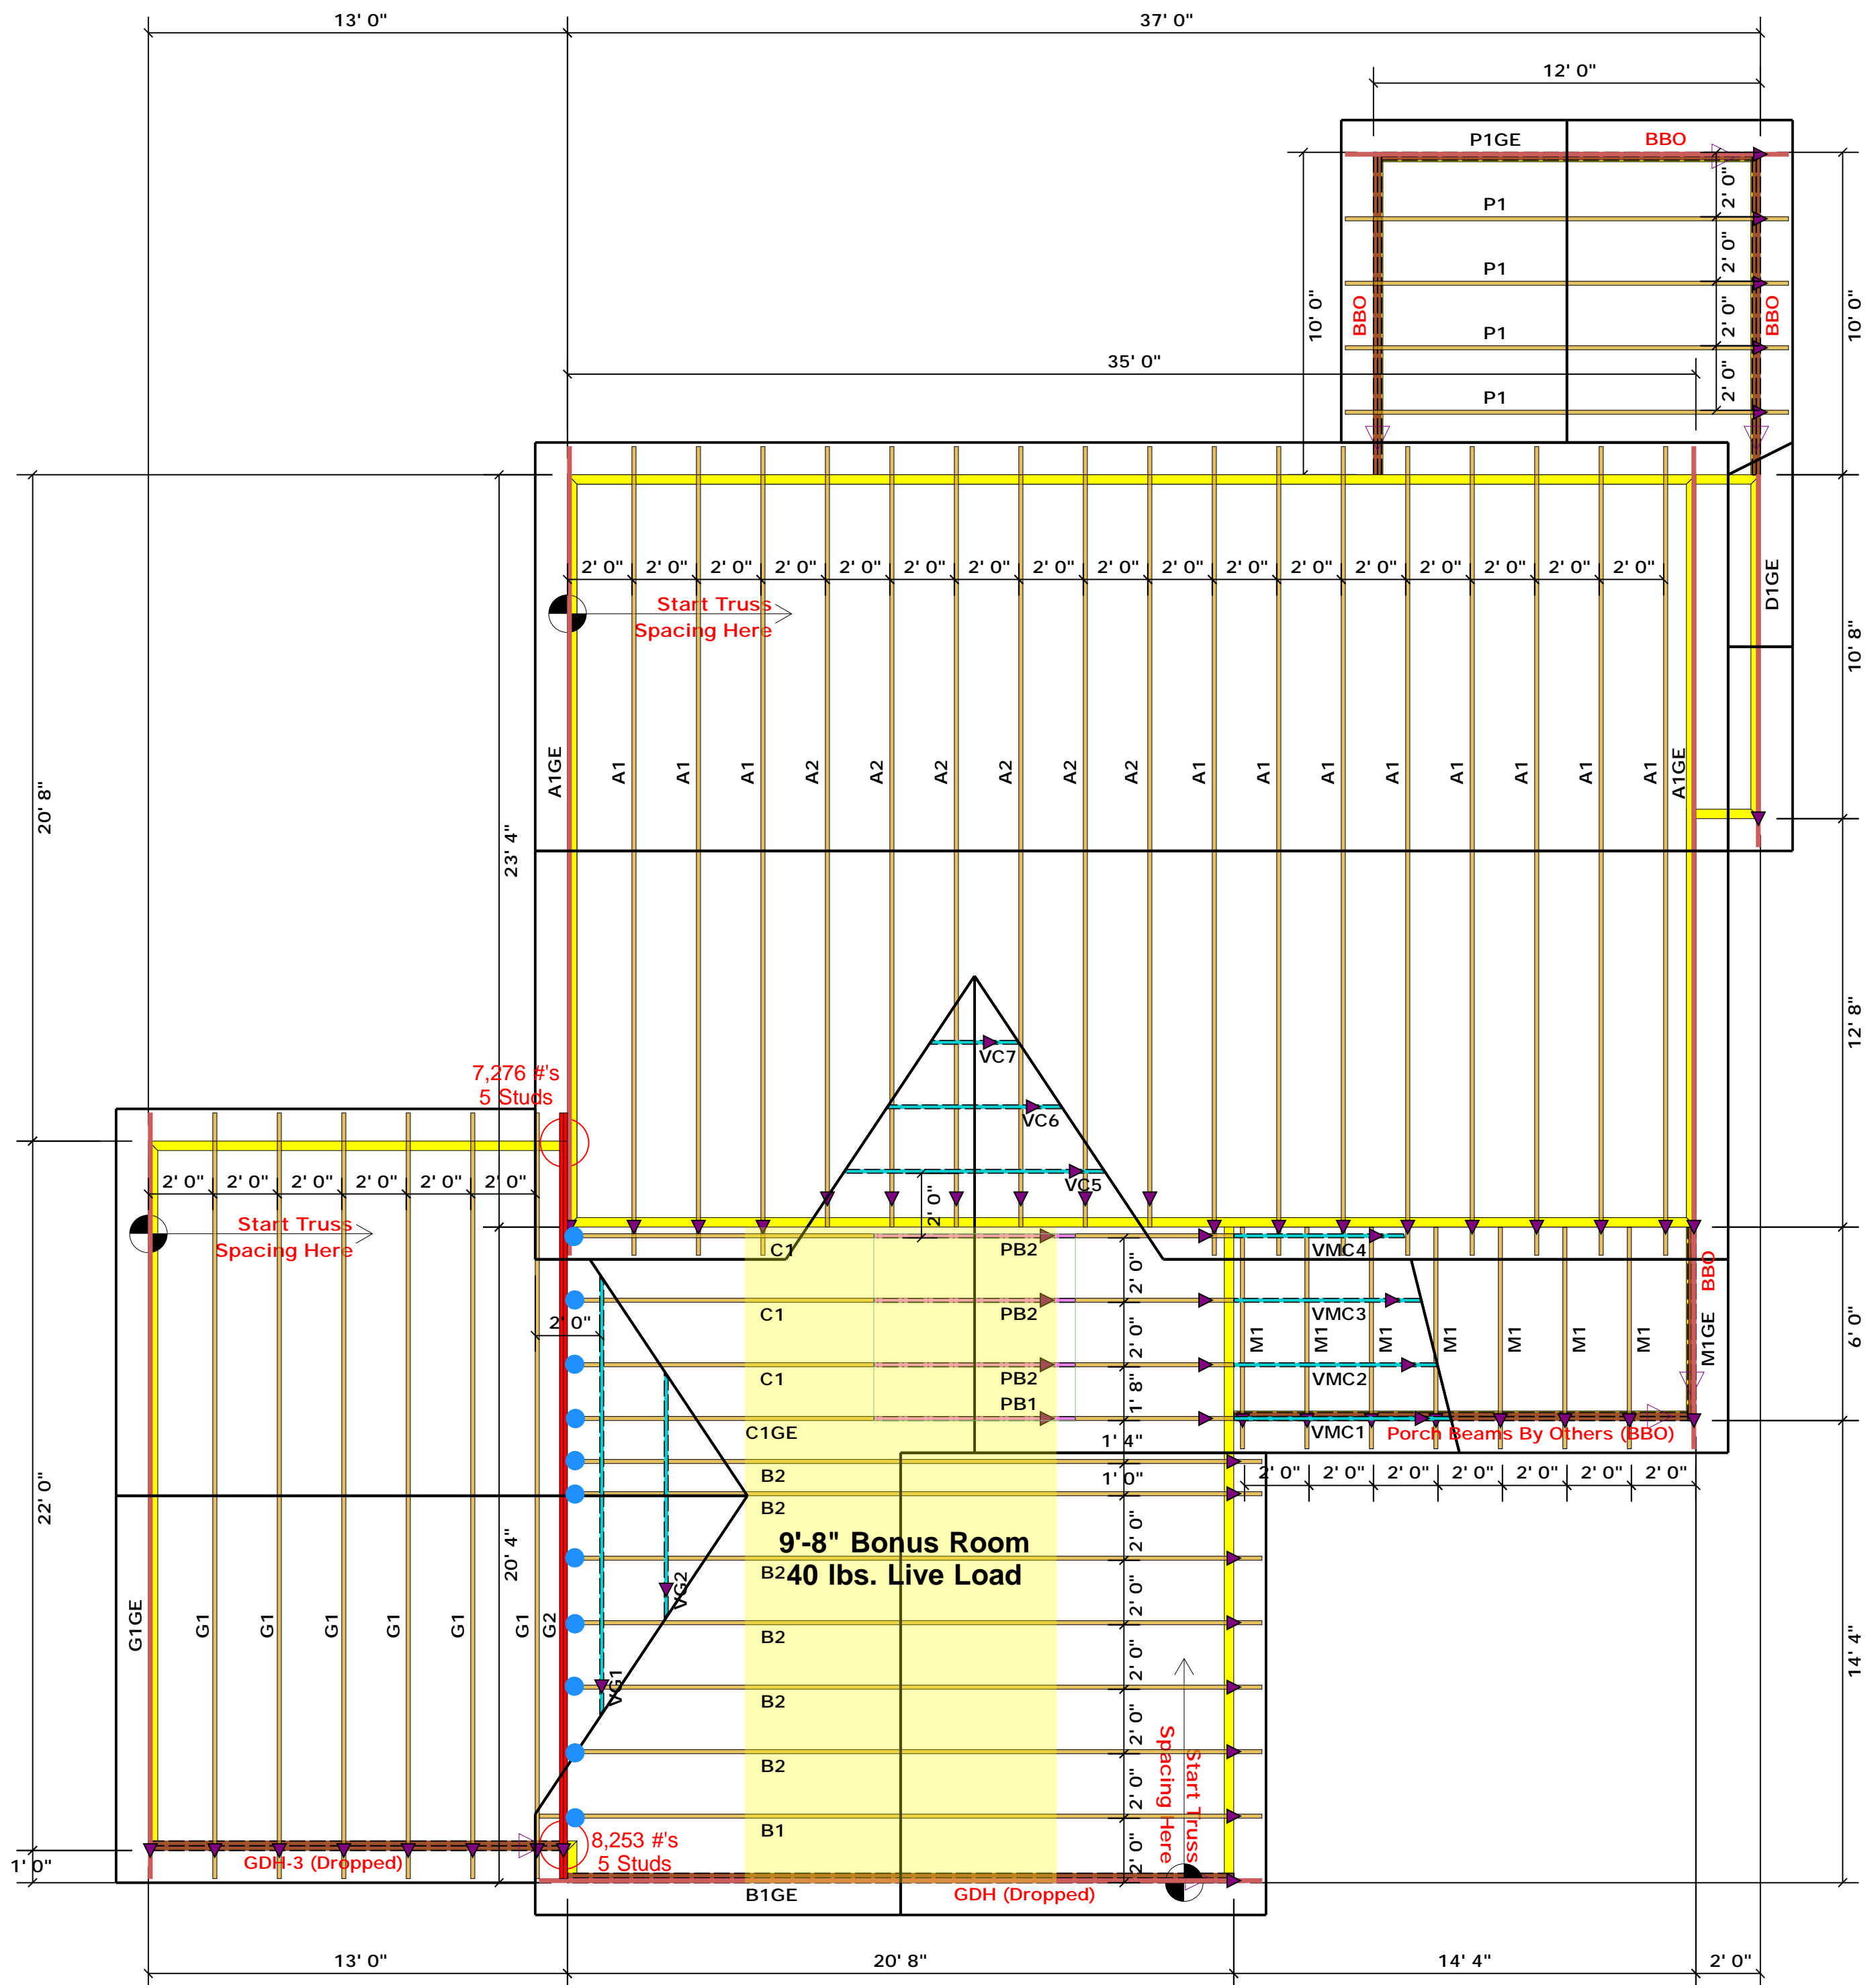 13' 0"
37' 0"
12' 0"
P1GE
BBO
P1
P1
P1
P1
2' 0"
2' 0"
2' 0"
2' 0"
BBO
BBO
10' 0"
10' 0"
35' 0"
2' 0" 2' 0" 2' 0" 2' 0" 2' 0" 2' 0" 2' 0" 2' 0" 2' 0" 2' 0" 2' 0" 2' 0" 2' 0" 2' 0" 2' 0" 2' 0" 2' 0"
Start Truss
Spacing Here
D1GE
10' 8"
20' 8"
23' 4"
A1GE A1 A1 A1 A2 A2 A2 A2 A2 A2 A1 A1 A1 A1 A1 A1 A1 A1 A1GE
12' 8"
VC7
VC6
VC5
2' 0"
7,276 #'s
5 Studs
2' 0" 2' 0" 2' 0" 2' 0" 2' 0" 2' 0"
Start Truss
Spacing Here
C1
PB2
VMC4
C1
PB2
VMC3
C1
PB2
VMC2
PB1
C1GE
VMC1
2' 0"
2' 0"
2' 0"
1' 8"
1' 4"
1' 0"
M1 M1 M1 M1 M1 M1 M1
M1GE
BBO
6' 0"
Porch Beams By Others (BBO)
2' 0" 2' 0" 2' 0" 2' 0" 2' 0" 2' 0" 2' 0"
B2
B2
9'-8" Bonus Room
40 lbs. Live Load
B2
B2
B2
B2
B1
2' 0"
2' 0"
2' 0"
2' 0"
2' 0"
2' 0"
VG2
VG1
22' 0"
20' 4"
14' 4"
G1GE G1 G1 G1 G1 G1 G1 G2
Start Truss
Spacing Here
8,253 #'s
5 Studs
1' 0"
GDH-3 (Dropped)
B1GE
GDH (Dropped)
13' 0"
20' 8"
14' 4"
2' 0"